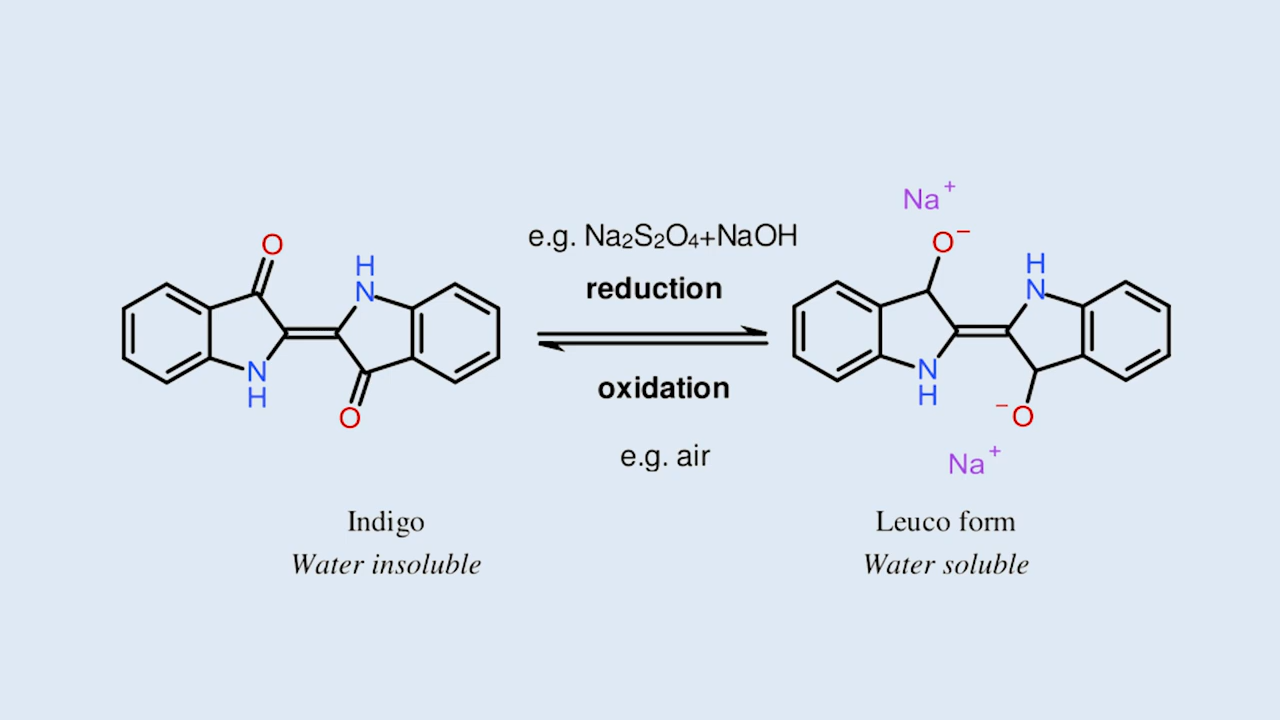 O
H
N
N
H
O
e.g. Na₂S₂O₄+NaOH
reduction
oxidation
e.g. air
Na⁺
O⁻
H
N
N
H
⁻O
Na⁺
Indigo
Water insoluble
Leuco form
Water soluble